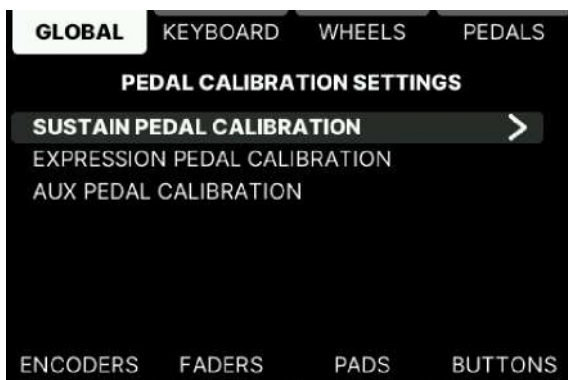 GLOBAL KEYBOARD WHEELS PEDALS
PEDAL CALIBRATION SETTINGS
SUSTAIN PEDAL CALIBRATION >
EXPRESSION PEDAL CALIBRATION
AUX PEDAL CALIBRATION
ENCODERS FADERS PADS BUTTONS